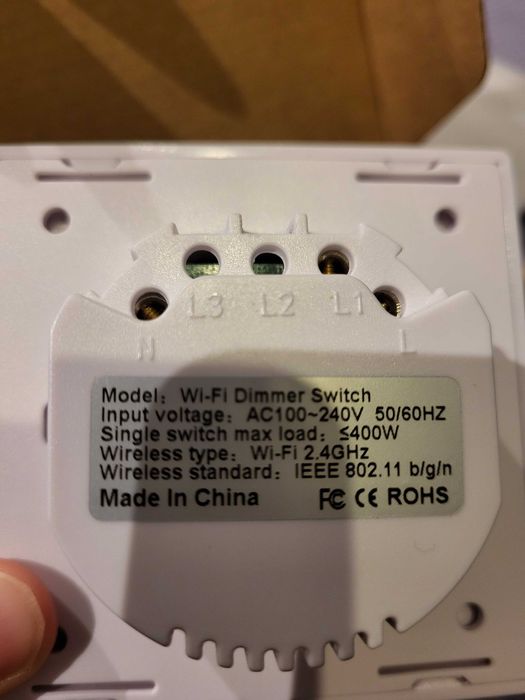 L3 L2 L1
N L
Model: Wi-Fi Dimmer Switch
Input voltage: AC100~240V 50/60HZ
Single switch max load: ≤400W
Wireless type: Wi-Fi 2.4GHz
Wireless standard: IEEE 802.11 b/g/n
Made In China FC CE ROHS